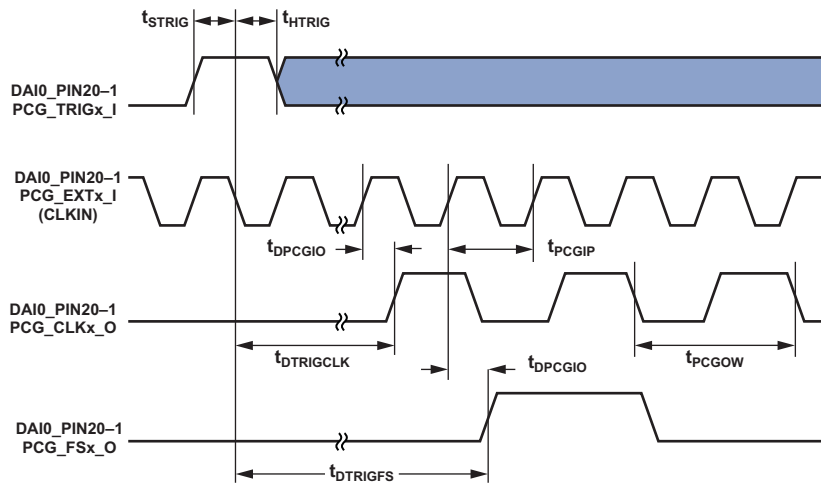 tSTRIG
tHTRIG
DAI0_PIN20–1
PCG_TRIGx_I
DAI0_PIN20–1
PCG_EXTx_I
(CLKIN)
tDPCGIO
tPCGIP
DAI0_PIN20–1
PCG_CLKx_O
tDTRIGCLK
tDPCGIO
tPCGOW
DAI0_PIN20–1
PCG_FSx_O
tDTRIGFS